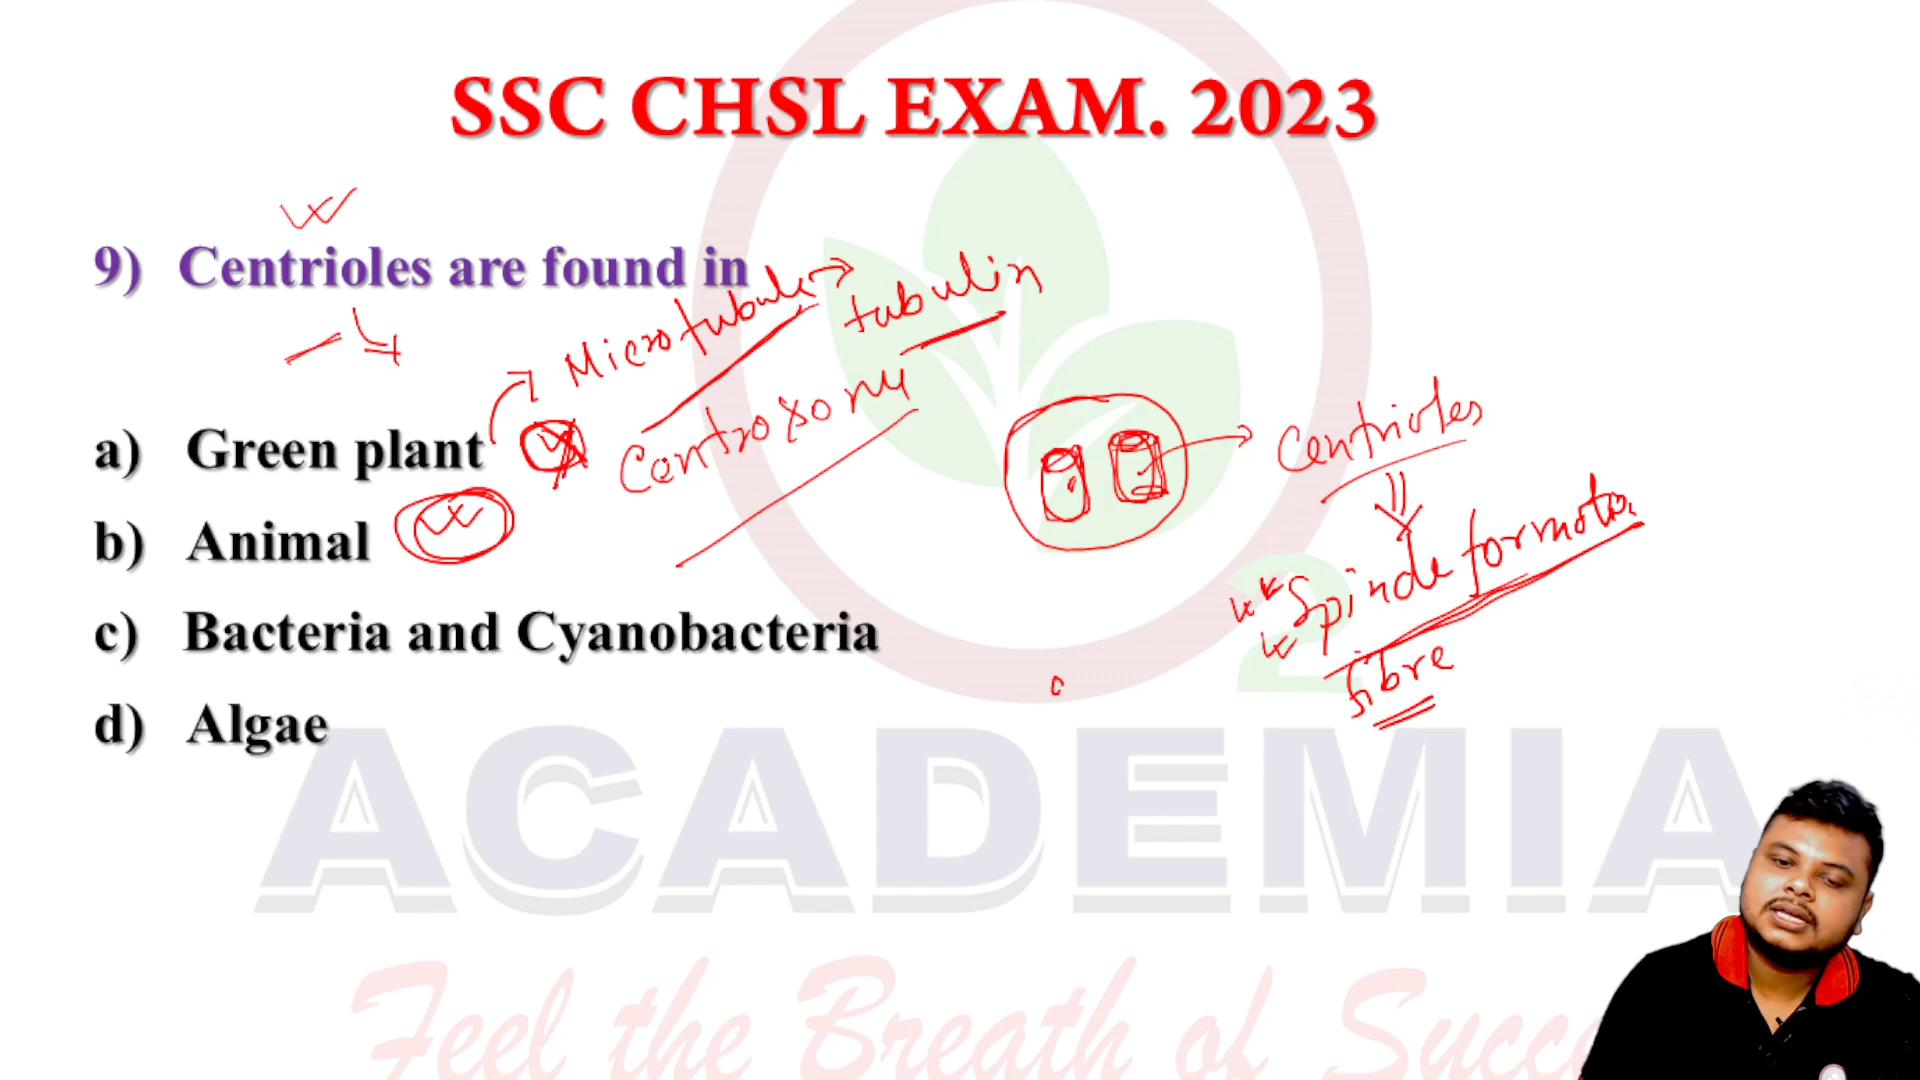 SSC CHSL EXAM. 2023
9) Centrioles are found in
Microtubule → tubulin
Centrosome
a) Green plant
Centrioles
b) Animal
Spindle formation
fibre
c) Bacteria and Cyanobacteria
d) Algae
2
ACADEMIA
Feel the Breath of Succe